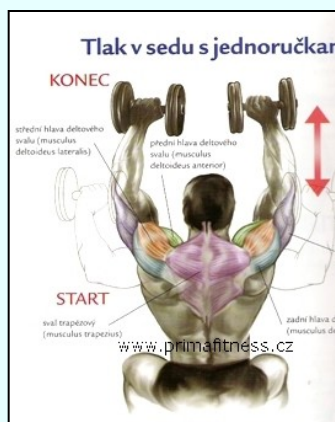 Tlak v sedu s jednoručkam
KONEC
střední hlava deltového
svalu (musculus
deltoideus lateralis)
přední hlava deltového
svalu (musculus
deltoideus anterior)
START
sval trapézový
(musculus trapezius)
zadní hlava d
(musculus de
www.primafitness.cz